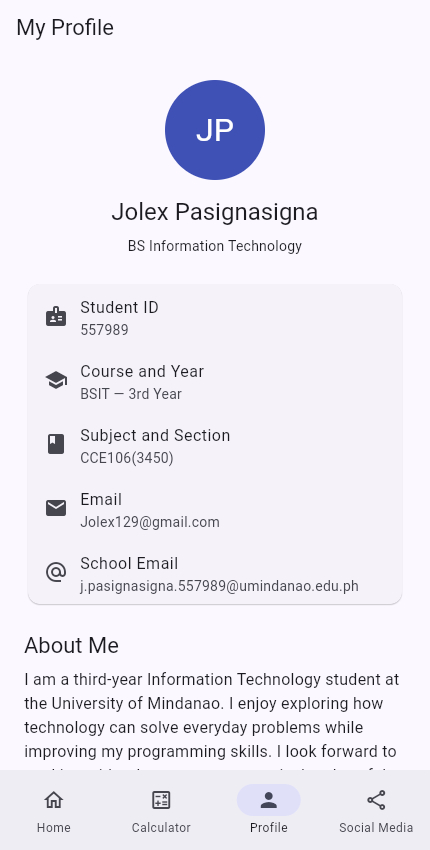 My Profile
JP
Jolex Pasignasigna
BS Information Technology
Student ID
557989
Course and Year
BSIT — 3rd Year
Subject and Section
CCE106(3450)
Email
Jolex129@gmail.com
School Email
j.pasignasigna.557989@umindanao.edu.ph
About Me
I am a third-year Information Technology student at
the University of Mindanao. I enjoy exploring how
technology can solve everyday problems while
improving my programming skills. I look forward to
Home
Calculator
Profile
Social Media